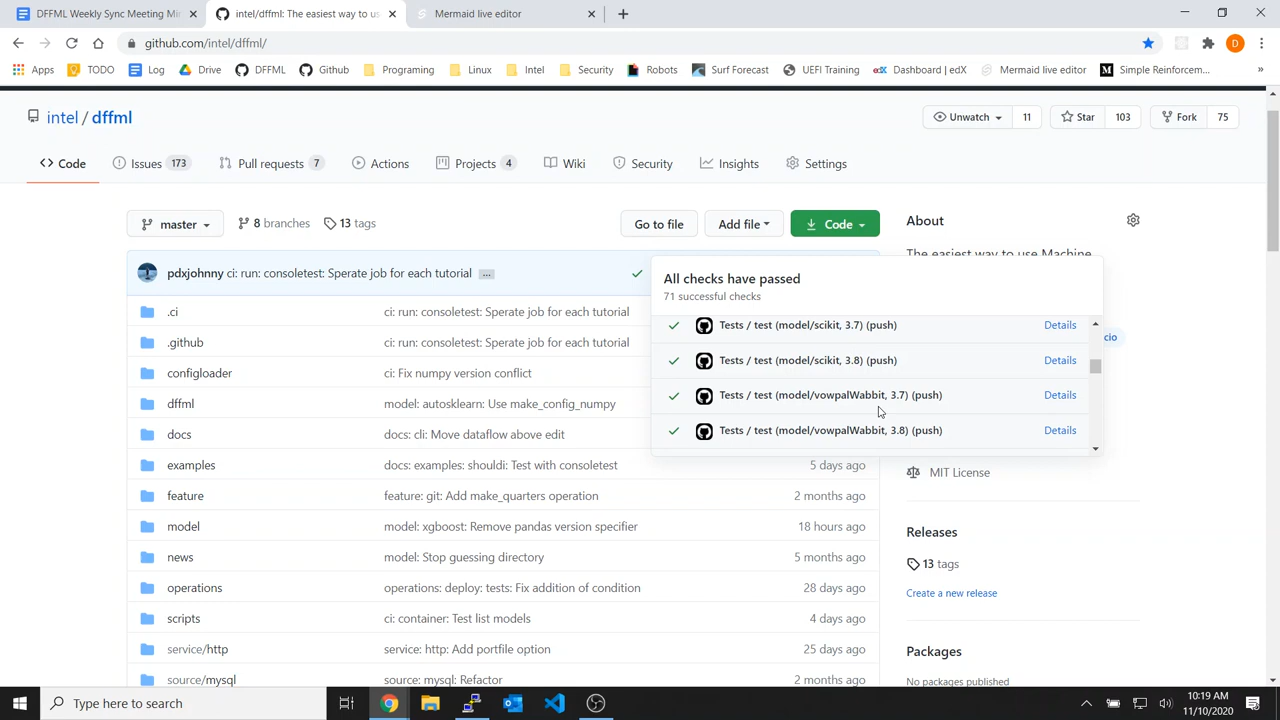 DFFML Weekly Sync Meeting Mi
intel/dffml: The easiest way to us
Mermaid live editor
github.com/intel/dffml/
D
Apps
TODO
Log
Drive
DFFML
Github
Programing
Linux
Intel
Security
Robots
Surf Forecast
UEFI Training
Dashboard | edX
Mermaid live editor
Simple Reinforcem...
»
intel / dffml
Unwatch
11
Star
103
Fork
75
Code
Issues 173
Pull requests 7
Actions
Projects 4
Wiki
Security
Insights
Settings
master
8 branches
13 tags
Go to file
Add file
Code
About
The easiest way to use Machine
pdxjohnny ci: run: consoletest: Sperate job for each tutorial ...
All checks have passed
71 successful checks
Tests / test (model/scikit, 3.7) (push) Details
Tests / test (model/scikit, 3.8) (push) Details
Tests / test (model/vowpalWabbit, 3.7) (push) Details
Tests / test (model/vowpalWabbit, 3.8) (push) Details
cio
.ci ci: run: consoletest: Sperate job for each tutorial
.github ci: run: consoletest: Sperate job for each tutorial
configloader ci: Fix numpy version conflict
dffml model: autosklearn: Use make_config_numpy
docs docs: cli: Move dataflow above edit
examples docs: examples: shouldi: Test with consoletest 5 days ago
feature feature: git: Add make_quarters operation 2 months ago
model model: xgboost: Remove pandas version specifier 18 hours ago
news model: Stop guessing directory 5 months ago
operations operations: deploy: tests: Fix addition of condition 28 days ago
scripts ci: container: Test list models 4 days ago
service/http service: http: Add portfile option 25 days ago
source/mysql source: mysql: Refactor 2 months ago
MIT License
Releases
13 tags
Create a new release
Packages
No packages published
Type here to search
10:19 AM
11/10/2020